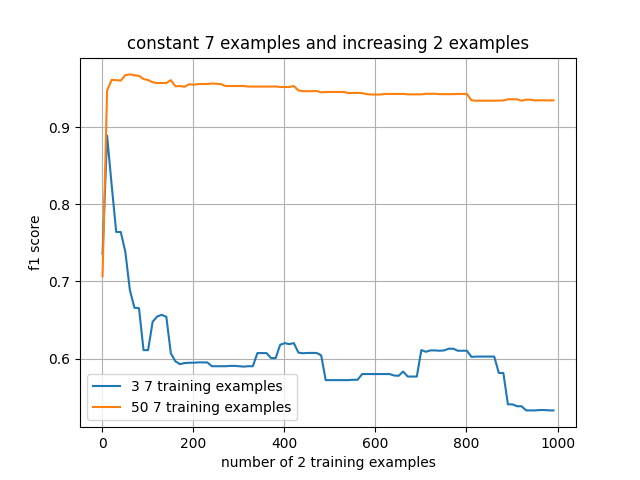 constant 7 examples and increasing 2 examples
f1 score
0.9
0.8
0.7
0.6
3 7 training examples
50 7 training examples
0 200 400 600 800 1000
number of 2 training examples